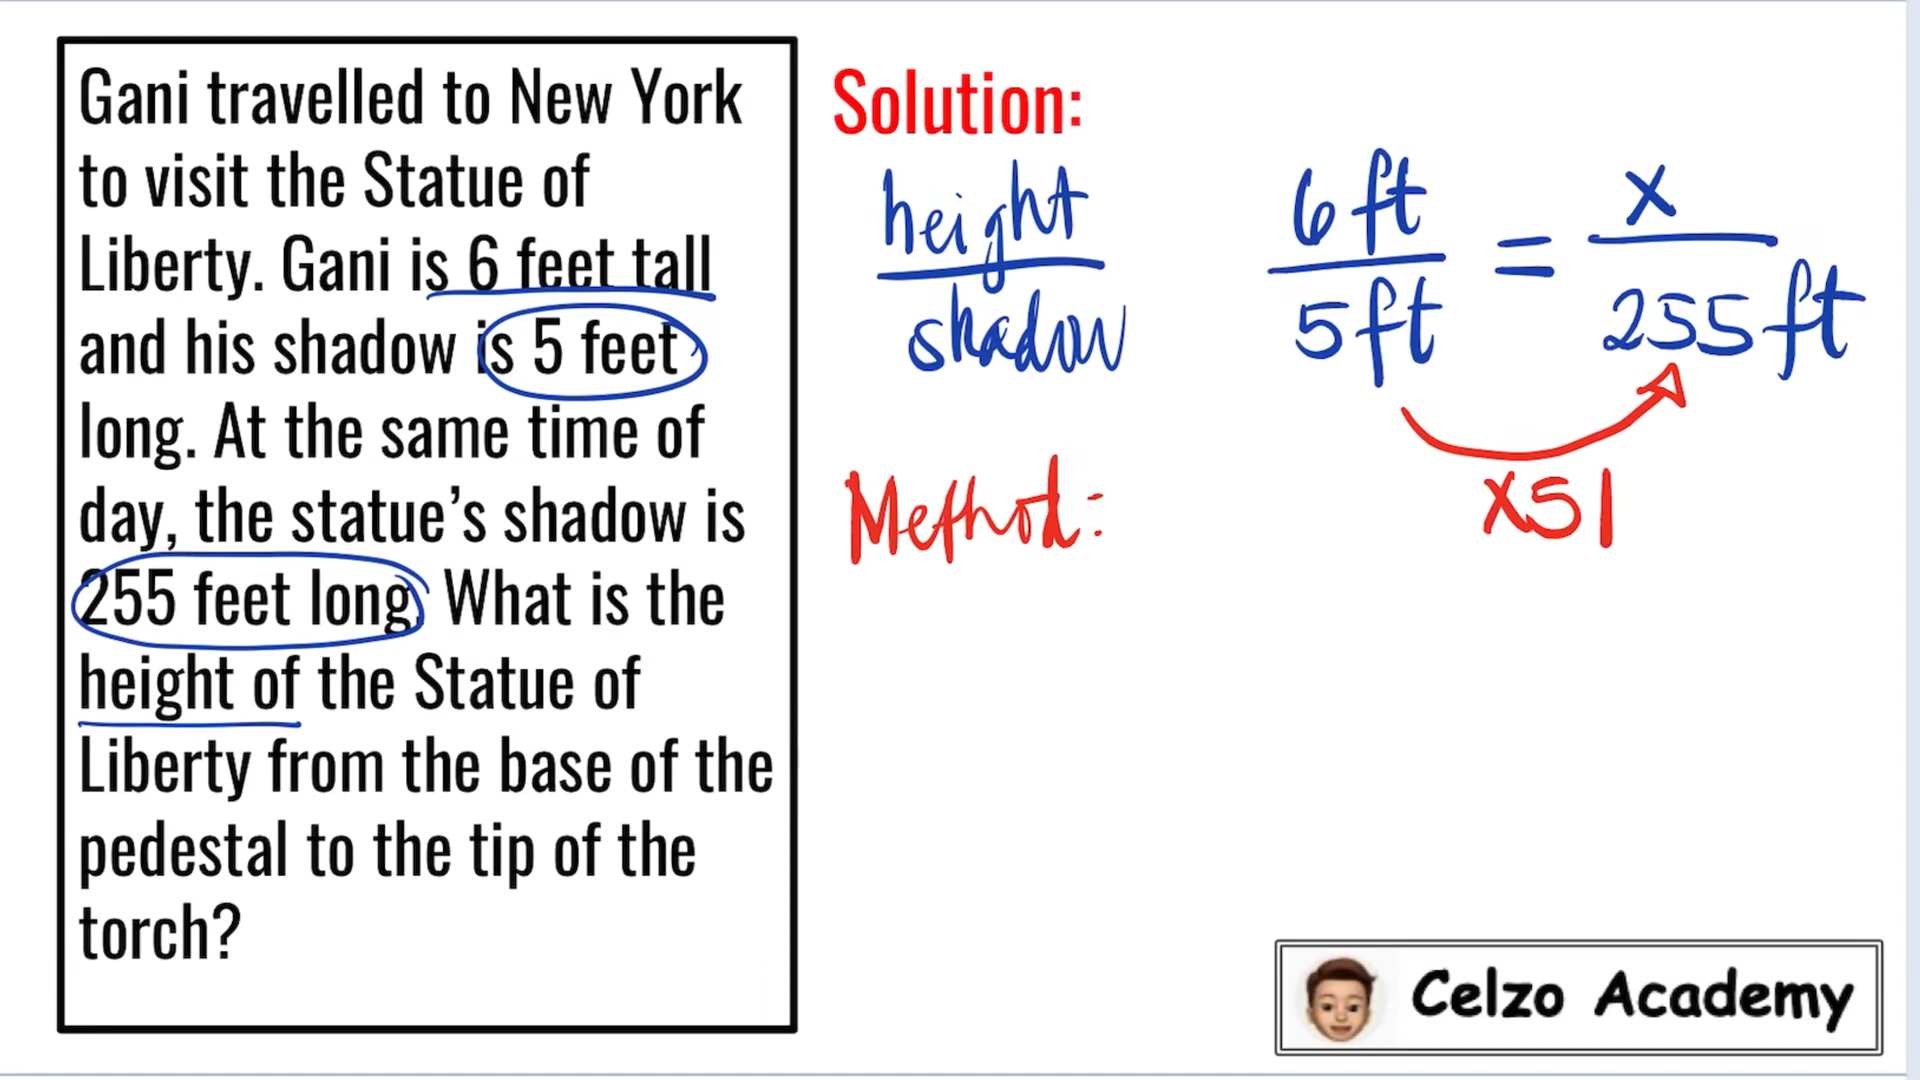 Gani travelled to New York
to visit the Statue of
Liberty. Gani is 6 feet tall
and his shadow is 5 feet
long. At the same time of
day, the statue’s shadow is
255 feet long. What is the
height of the Statue of
Liberty from the base of the
pedestal to the tip of the
torch?
Solution:
height
shadow
6 ft
5 ft
=
x
255 ft
x51
Method:
Celzo Academy